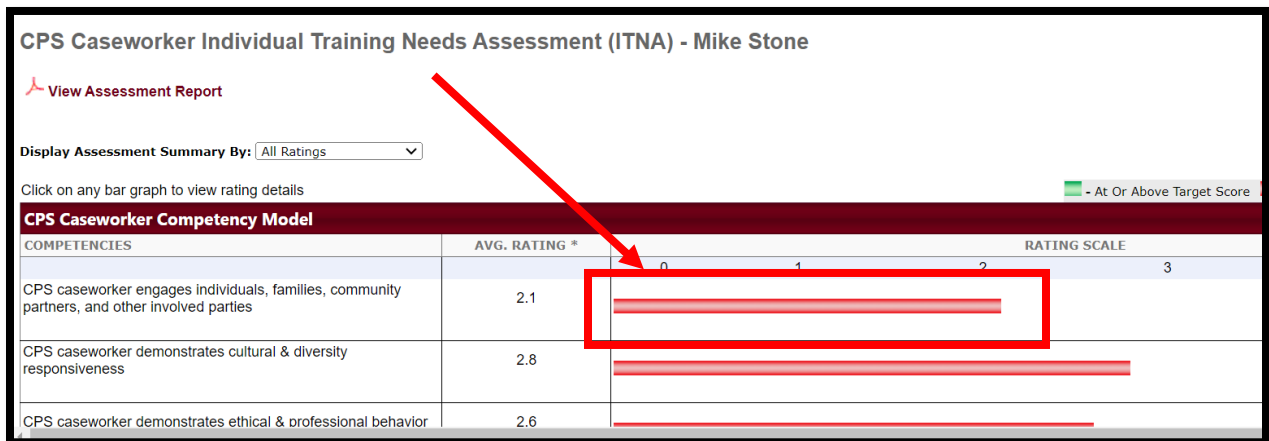 CPS Caseworker Individual Training Needs Assessment (ITNA) - Mike Stone
View Assessment Report
Display Assessment Summary By: All Ratings
Click on any bar graph to view rating details
- At Or Above Target Score
CPS Caseworker Competency Model
COMPETENCIES AVG. RATING * RATING SCALE
0 1 2 3
CPS caseworker engages individuals, families, community
partners, and other involved parties
2.1
CPS caseworker demonstrates cultural & diversity
responsiveness
2.8
CPS caseworker demonstrates ethical & professional behavior
2.6